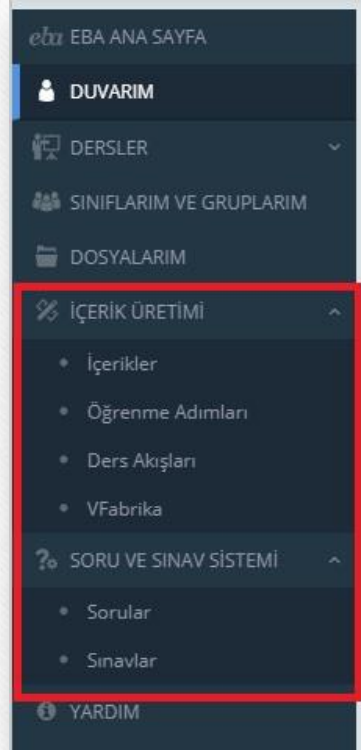 eba EBA ANA SAYFA
DUVARIM
DERSLER
SINIFLARIM VE GRUPLARIM
DOSYALARIM
İÇERİK ÜRETİMİ
İçerikler
Öğrenme Adımları
Ders Akışları
VFabrika
SORU VE SINAV SİSTEMİ
Sorular
Sınavlar
YARDIM